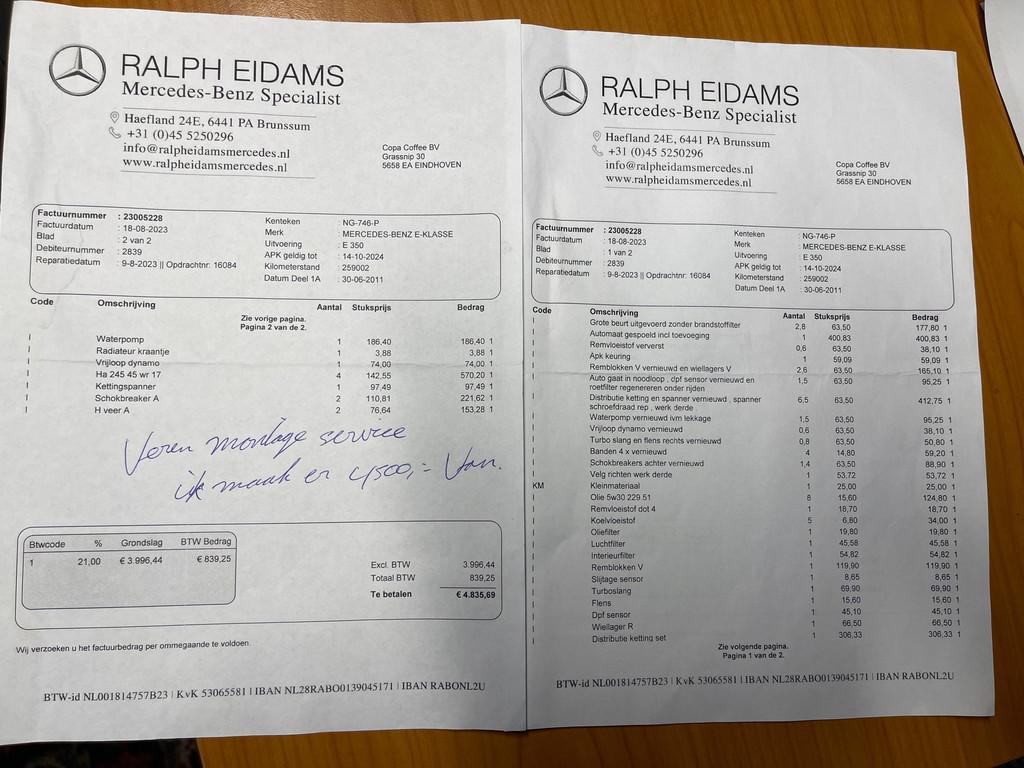 RALPH EIDAMS
Mercedes-Benz Specialist
Haefland 24E, 6441 PA Brunssum
+31 (0)45 5250296
info@ralpheidamsmercedes.nl
www.ralpheidamsmercedes.nl
Copa Coffee BV
Grassnip 30
5658 EA EINDHOVEN
Factuurnummer : 23005228
Factuurdatum : 18-08-2023
Blad : 2 van 2
Debiteurnummer : 2839
Reparatiedatum : 9-8-2023 || Opdrachtnr: 16084
Kenteken : NG-746-P
Merk : MERCEDES-BENZ E-KLASSE
Uitvoering : E 350
APK geldig tot : 14-10-2024
Kilometerstand : 259002
Datum Deel 1A : 30-06-2011
Code Omschrijving Aantal Stuksprijs Bedrag
Zie vorige pagina.
Pagina 2 van de 2.
I Waterpomp 1 186,40 186,40 1
I Radiateur kraantje 1 3,88 3,88 1
I Vrijloop dynamo 1 74,00 74,00 1
I Ha 245 45 wr 17 4 142,55 570,20 1
I Kettingspanner 1 97,49 97,49 1
I Schokbreaker A 2 110,81 221,62 1
I H veer A 2 76,64 153,28 1
Veren montage service
ik maak er 4500,= Van.
Btwcode % Grondslag BTW Bedrag
1 21,00 € 3.996,44 € 839,25
Excl. BTW 3.996,44
Totaal BTW 839,25
Te betalen € 4.835,69
Wij verzoeken u het factuurbedrag per ommegaande te voldoen.
BTW-id NL001814757B23 | KvK 53065581 | IBAN NL28RABO0139045171 | IBAN RABONL2U
RALPH EIDAMS
Mercedes-Benz Specialist
Haefland 24E, 6441 PA Brunssum
+31 (0)45 5250296
info@ralpheidamsmercedes.nl
www.ralpheidamsmercedes.nl
Copa Coffee BV
Grassnip 30
5658 EA EINDHOVEN
Factuurnummer : 23005228
Factuurdatum : 18-08-2023
Blad : 1 van 2
Debiteurnummer : 2839
Reparatiedatum : 9-8-2023 || Opdrachtnr: 16084
Kenteken : NG-746-P
Merk : MERCEDES-BENZ E-KLASSE
Uitvoering : E 350
APK geldig tot : 14-10-2024
Kilometerstand : 259002
Datum Deel 1A : 30-06-2011
Code Omschrijving Aantal Stuksprijs Bedrag
I Grote beurt uitgevoerd zonder brandstoffilter 2,8 63,50 177,80 1
I Automaat gespoeld incl toevoeging 1 400,83 400,83 1
I Remvloeistof ververst 0,6 63,50 38,10 1
I Apk keuring 1 59,09 59,09 1
I Remblokken V vernieuwd en wiellagers V 2,6 63,50 165,10 1
I Auto gaat in noodloop , dpf sensor vernieuwd en 1,5 63,50 95,25 1
roetfilter regenereren onder rijden
I Distributie ketting en spanner vernieuwd , spanner 6,5 63,50 412,75 1
schroefdraad rep , werk derde
I Waterpomp vernieuwd ivm lekkage 1,5 63,50 95,25 1
I Vrijloop dynamo vernieuwd 0,6 63,50 38,10 1
I Turbo slang en flens rechts vernieuwd 0,8 63,50 50,80 1
I Banden 4 x vernieuwd 4 14,80 59,20 1
I Schokbreakers achter vernieuwd 1,4 63,50 88,90 1
I Velg richten werk derde 1 53,72 53,72 1
KM Kleinmateriaal 1 25,00 25,00 1
I Olie 5w30 229.51 8 15,60 124,80 1
I Remvloeistof dot 4 1 18,70 18,70 1
I Koelvloeistof 5 6,80 34,00 1
I Oliefilter 1 19,80 19,80 1
I Luchtfilter 1 45,58 45,58 1
I Interieurfilter 1 54,82 54,82 1
I Remblokken V 1 119,90 119,90 1
I Slijtage sensor 1 8,65 8,65 1
I Turboslang 1 69,90 69,90 1
I Flens 1 15,60 15,60 1
I Dpf sensor 1 45,10 45,10 1
I Wiellager R 1 66,50 66,50 1
I Distributie ketting set 1 306,33 306,33 1
Zie volgende pagina.
Pagina 1 van de 2.
BTW-id NL001814757B23 | KvK 53065581 | IBAN NL28RABO0139045171 | IBAN RABONL2U